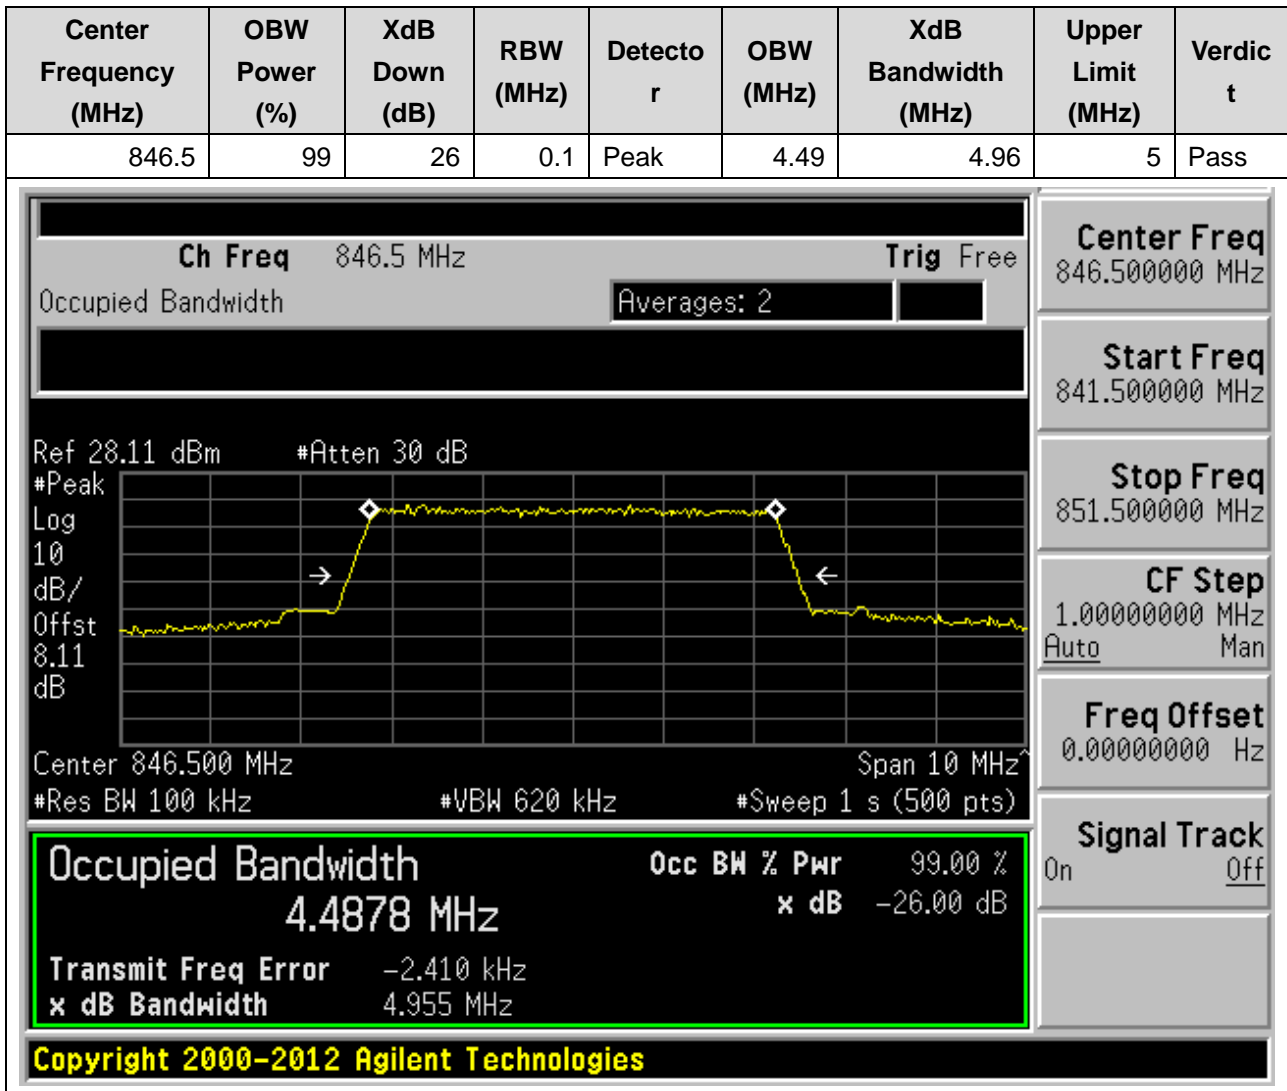 Center Frequency (MHz) OBW Power (%) XdB Down (dB) RBW (MHz) Detecto r OBW (MHz) XdB Bandwidth (MHz) Upper Limit (MHz) Verdic t
846.5 99 26 0.1 Peak 4.49 4.96 5 Pass
Ch Freq 846.5 MHz Trig Free
Occupied Bandwidth Averages: 2
Ref 28.11 dBm #Atten 30 dB
#Peak
Log
10
dB/
Offst
8.11
dB
Center 846.500 MHz Span 10 MHz^
#Res BW 100 kHz #VBW 620 kHz #Sweep 1 s (500 pts)
Occupied Bandwidth Occ BW % Pwr 99.00 %
4.4878 MHz x dB -26.00 dB
Transmit Freq Error -2.410 kHz
x dB Bandwidth 4.955 MHz
Copyright 2000-2012 Agilent Technologies
Center Freq
846.500000 MHz
Start Freq
841.500000 MHz
Stop Freq
851.500000 MHz
CF Step
1.00000000 MHz
Auto Man
Freq Offset
0.00000000 Hz
Signal Track
On Off